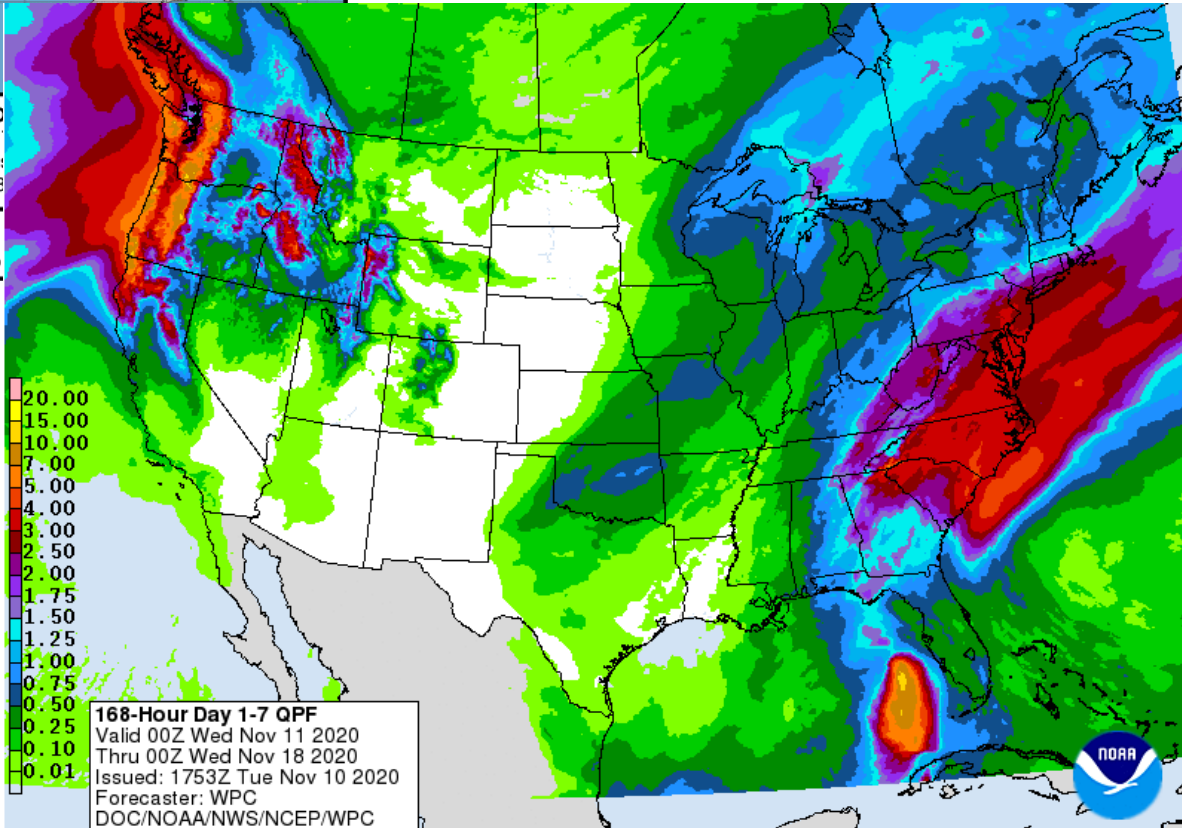 20.00
15.00
10.00
7.00
5.00
4.00
3.00
2.50
2.00
1.75
1.50
1.25
1.00
0.75
0.50
0.25
0.10
0.01
168-Hour Day 1-7 QPF
Valid 00Z Wed Nov 11 2020
Thru 00Z Wed Nov 18 2020
Issued: 1753Z Tue Nov 10 2020
Forecaster: WPC
DOC/NOAA/NWS/NCEP/WPC
NOAA